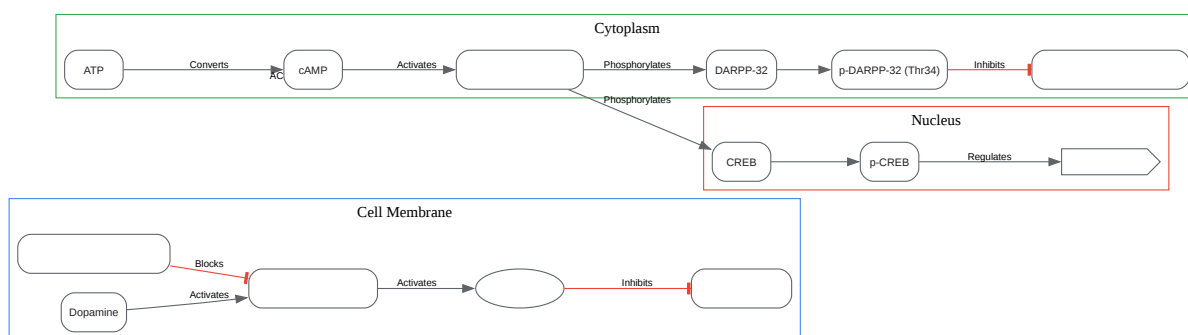 Cytoplasm
ATP
Converts
AC
cAMP
Activates
Phosphorylates
DARPP-32
p-DARPP-32 (Thr34)
Inhibits
Phosphorylates
Nucleus
CREB
p-CREB
Regulates
Cell Membrane
Blocks
Dopamine
Activates
Activates
Inhibits